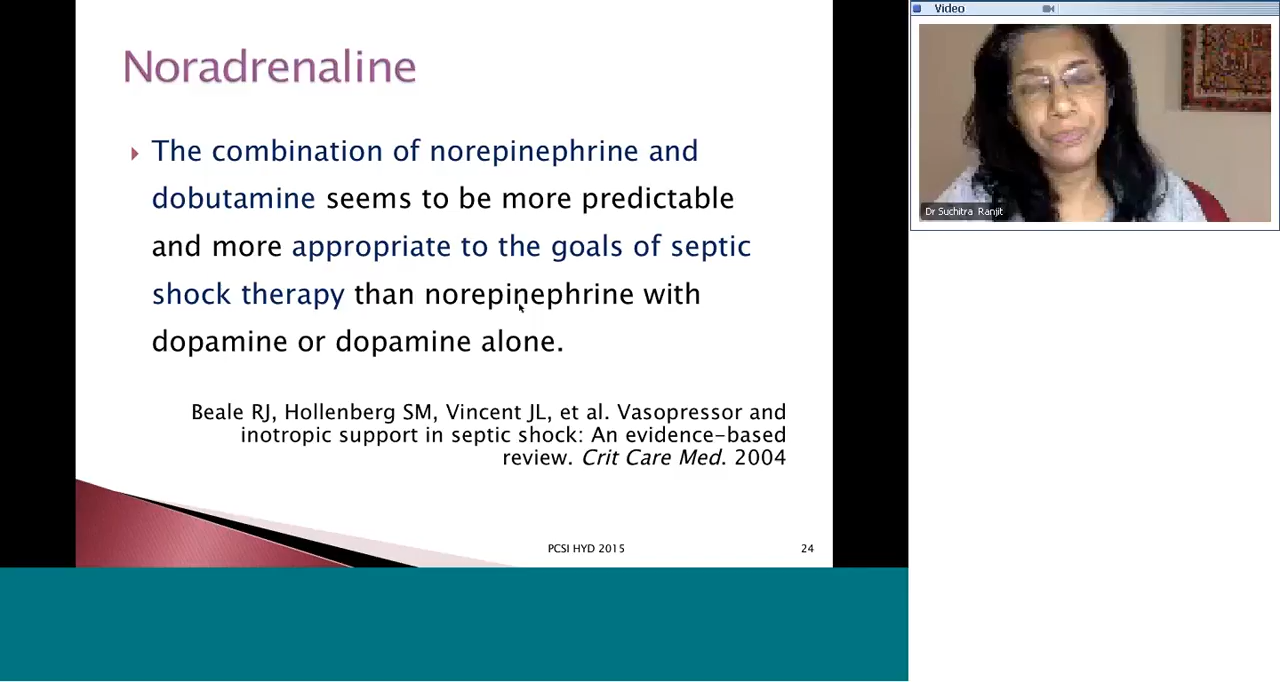 Noradrenaline
The combination of norepinephrine and
dobutamine seems to be more predictable
and more appropriate to the goals of septic
shock therapy than norepinephrine with
dopamine or dopamine alone.
Beale RJ, Hollenberg SM, Vincent JL, et al. Vasopressor and
inotropic support in septic shock: An evidence-based
review. Crit Care Med. 2004
PCSI HYD 2015
24
Video
Dr Suchitra Ranjit